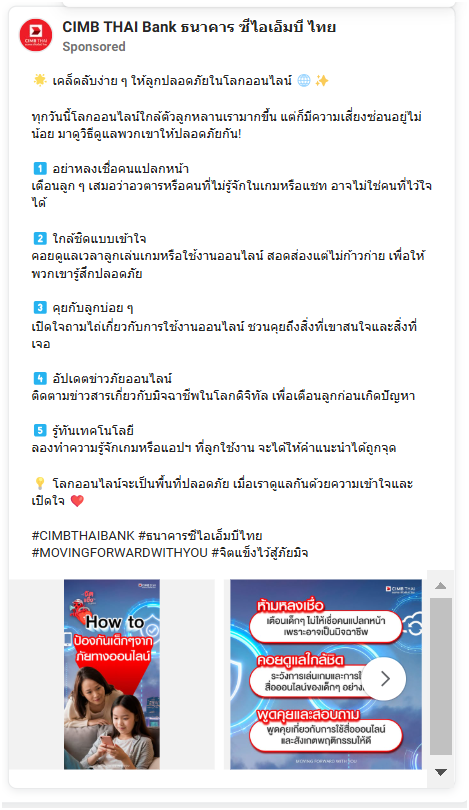 CIMB THAI
CIMB THAI Bank ธนาคาร ซีไอเอ็มบี ไทย
Sponsored
🌟 เคล็ดลับง่าย ๆ ให้ลูกปลอดภัยในโลกออนไลน์ 🌐 ✨
ทุกวันนี้โลกออนไลน์ใกล้ตัวลูกหลานเรามากขึ้น แต่ก็มีความเสี่ยงซ่อนอยู่ไม่
น้อย มาดูวิธีดูแลพวกเขาให้ปลอดภัยกัน!
1️⃣ อย่าหลงเชื่อคนแปลกหน้า
เตือนลูก ๆ เสมอว่าอวตารหรือคนที่ไม่รู้จักในเกมหรือแชท อาจไม่ใช่คนที่ไว้ใจ
ได้
2️⃣ ใกล้ชิดแบบเข้าใจ
คอยดูแลเวลาลูกเล่นเกมหรือใช้งานออนไลน์ สอดส่องแต่ไม่ก้าวก่าย เพื่อให้
พวกเขารู้สึกปลอดภัย
3️⃣ คุยกับลูกบ่อย ๆ
เปิดใจถามไถ่เกี่ยวกับการใช้งานออนไลน์ ชวนคุยถึงสิ่งที่เขาสนใจและสิ่งที่
เจอ
4️⃣ อัปเดตข่าวภัยออนไลน์
ติดตามข่าวสารเกี่ยวกับมิจฉาชีพในโลกดิจิทัล เพื่อเตือนลูกก่อนเกิดปัญหา
5️⃣ รู้ทันเทคโนโลยี
ลองทำความรู้จักเกมหรือแอปฯ ที่ลูกใช้งาน จะได้ให้คำแนะนำได้ถูกจุด
💡 โลกออนไลน์จะเป็นพื้นที่ปลอดภัย เมื่อเราดูแลกันด้วยความเข้าใจและ
เปิดใจ ❤️
#CIMBTHAIBANK #ธนาคารซีไอเอ็มบีไทย
#MOVINGFORWARDWITHYOU #จิตแข็งไว้สู้ภัยมิจ
CIMB THAI
How to
ป้องกันเด็กๆจาก
ภัยทางออนไลน์
CIMB THAI
ห้ามหลงเชื่อ
เตือนเด็กๆ ไม่ให้เชื่อคนแปลกหน้า
เพราะอาจเป็นมิจฉาชีพ
คอยดูแลใกล้ชิด
ระวังการเล่นเกมและการใ
สื่อออนไลน์ของเด็กๆ อย่าง
พูดคุยและสอบถาม
พูดคุยเกี่ยวกับการใช้สื่อออนไลน์
และสังเกตพฤติกรรมให้ดี
MOVING FORWARD WITH YOU